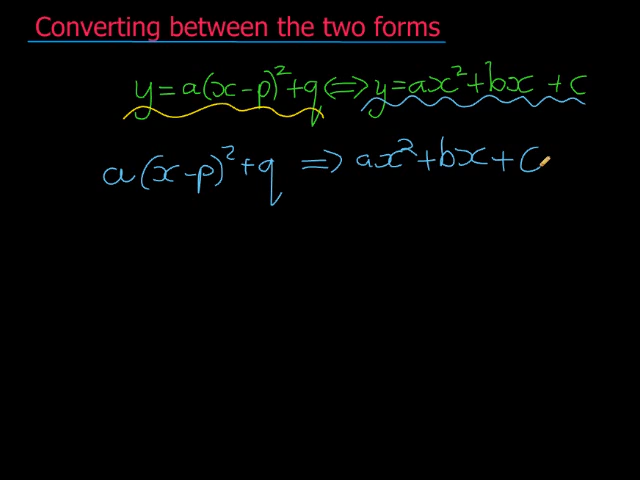 Converting between the two forms
y = a(x - p)² + q ⟺ y = ax² + bx + c
a(x - p)² + q ⟹ ax² + bx + c